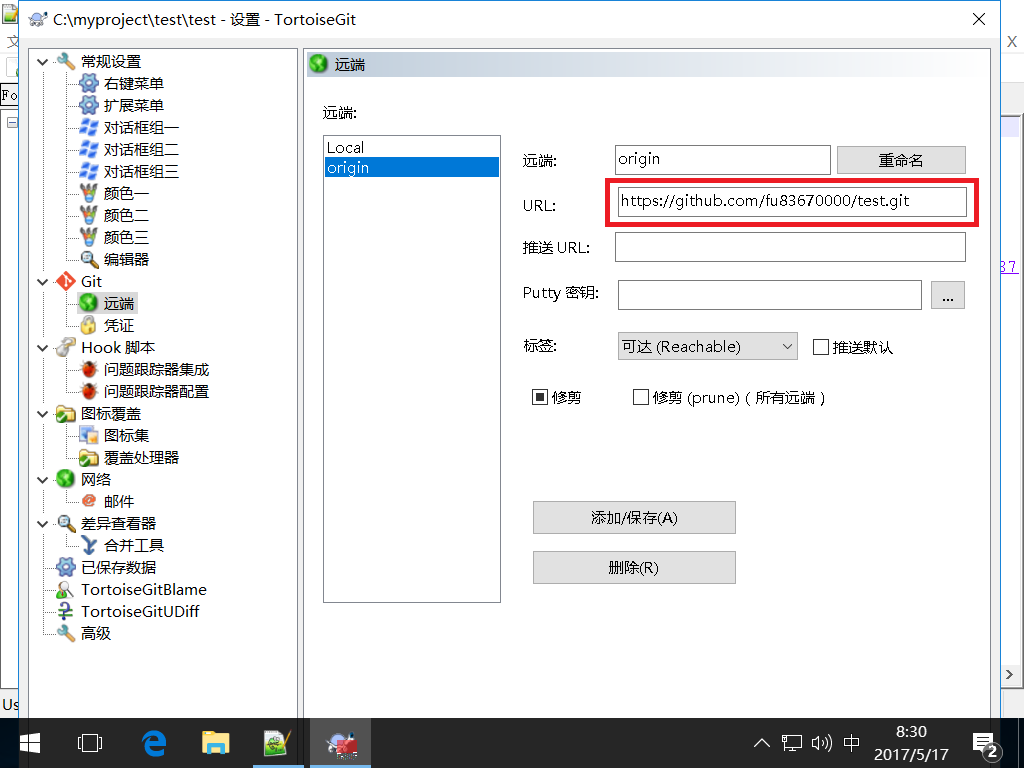 C:\myproject\test\test - 设置 - TortoiseGit
文
X
Fo
常规设置
右键菜单
扩展菜单
对话框组一
对话框组二
对话框组三
颜色一
颜色二
颜色三
编辑器
Git
远端
凭证
Hook 脚本
问题跟踪器集成
问题跟踪器配置
图标覆盖
图标集
覆盖处理器
网络
邮件
差异查看器
合并工具
已保存数据
TortoiseGitBlame
TortoiseGitUDiff
高级
远端
远端:
Local
origin
远端:
origin
重命名
URL:
https://github.com/fu83670000/test.git
推送 URL:
Putty 密钥:
...
标签:
可达 (Reachable)
推送默认
修剪
修剪 (prune) ( 所有远端 )
添加/保存(A)
删除(R)
37
Us
中
8:30
2017/5/17
2